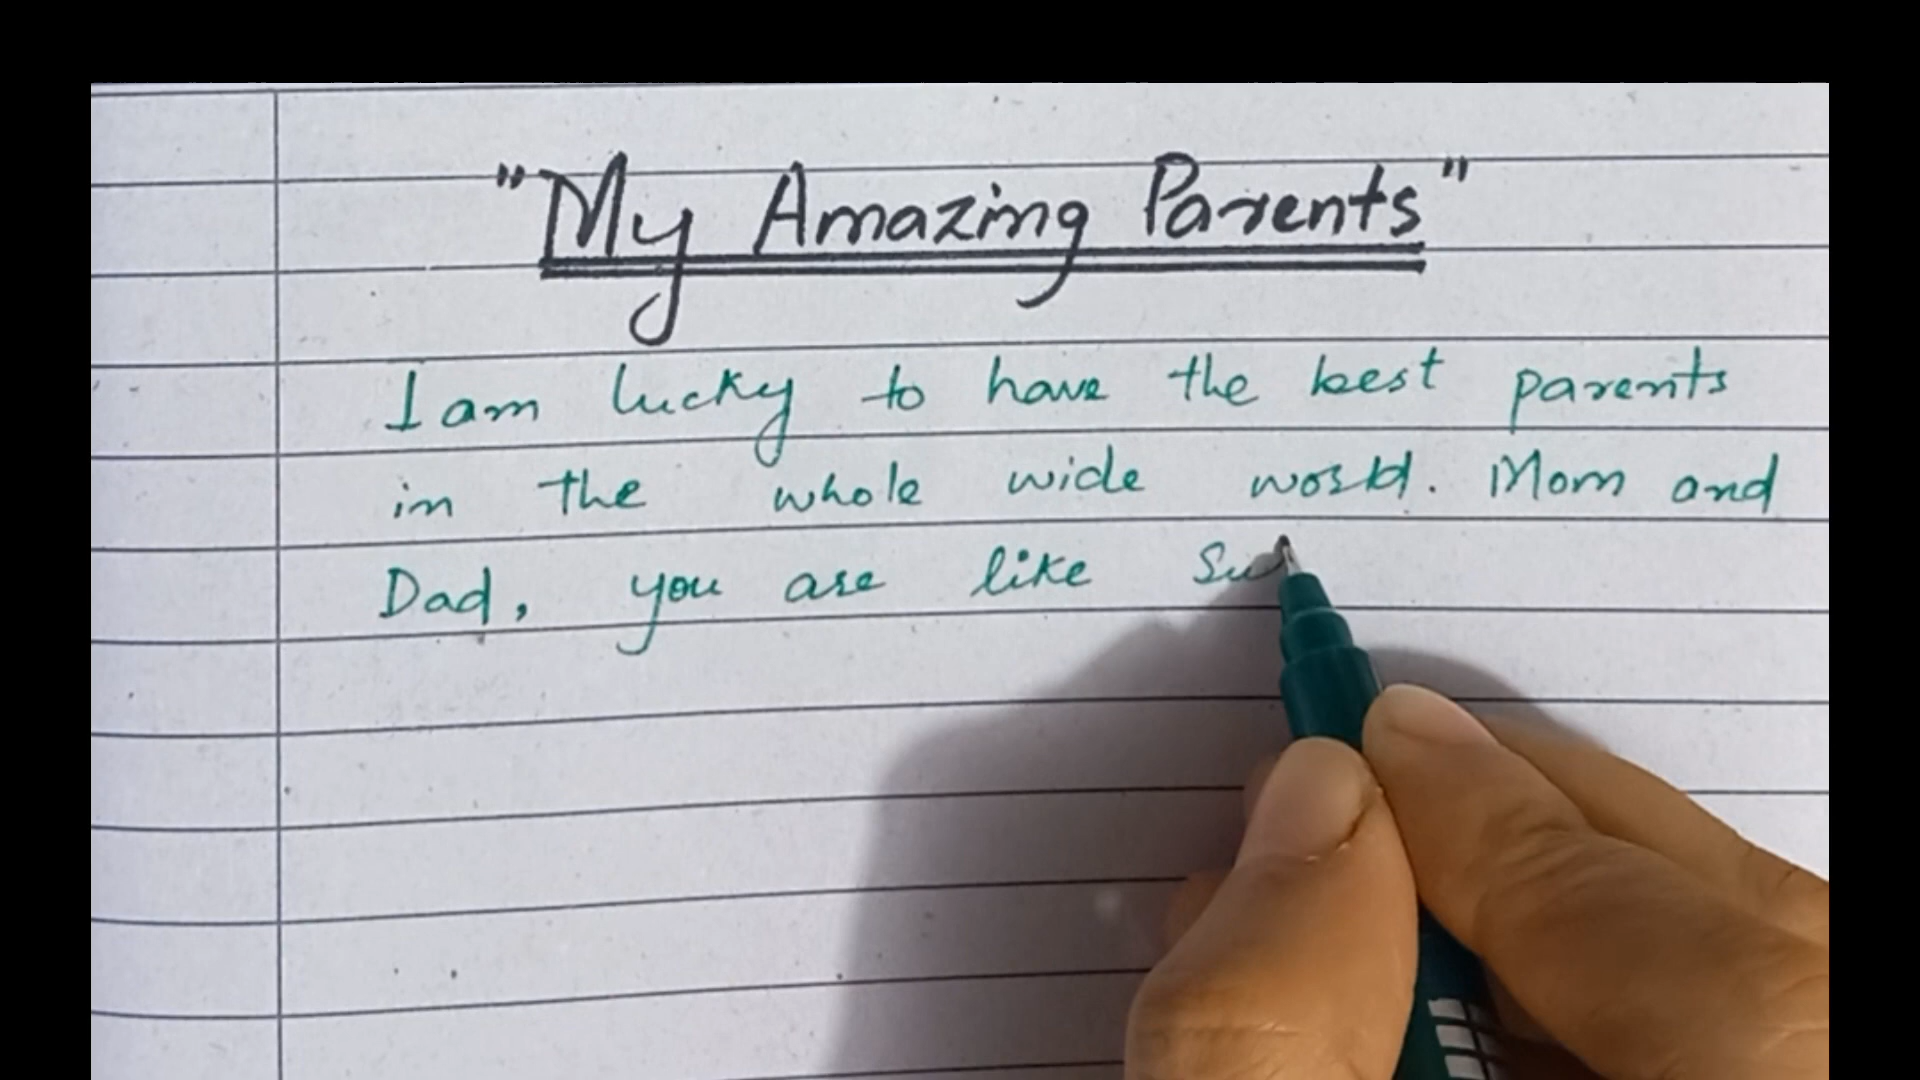 "My Amazing Parents"
I am lucky to have the best parents
in the whole wide world. Mom and
Dad, you are like Su